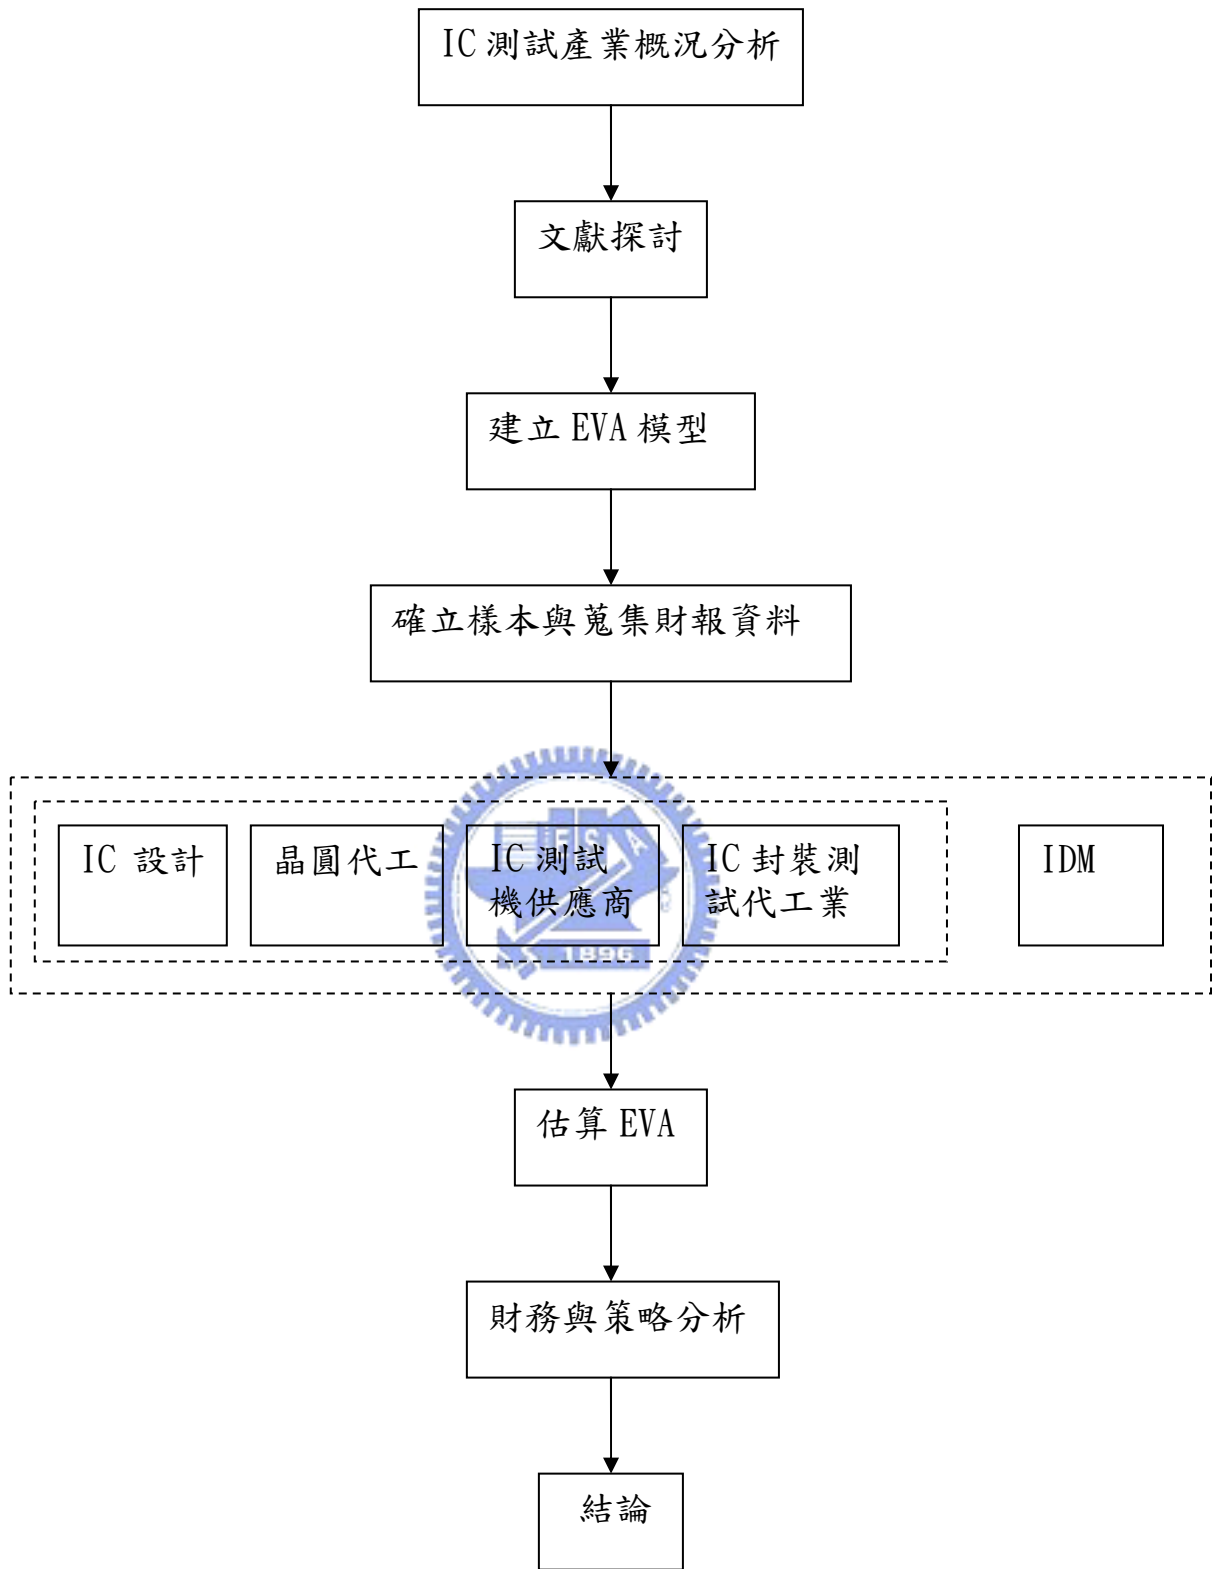 IC 測試產業概況分析
文獻探討
建立 EVA 模型
確立樣本與蒐集財報資料
IC 設計
晶圓代工
IC 測試
機供應商
IC 封裝測
試代工業
IDM
1896
估算 EVA
財務與策略分析
結論